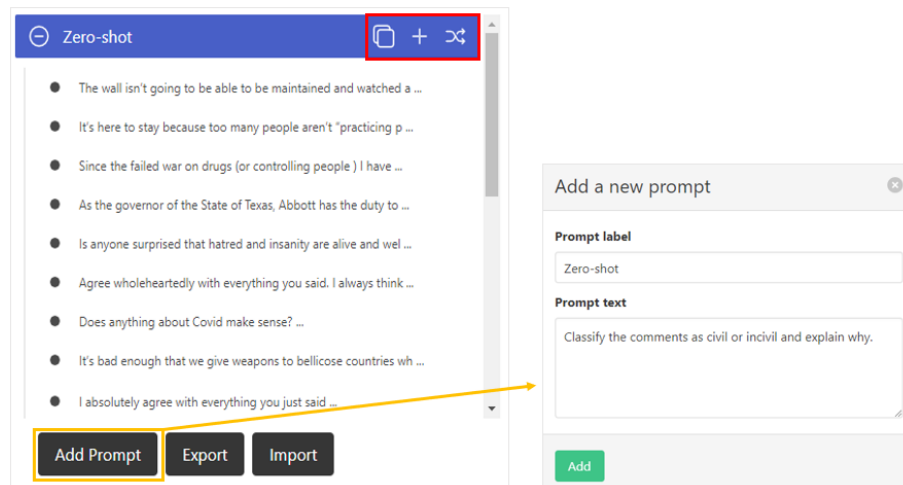 Zero-shot
The wall isn't going to be able to be maintained and watched a ...
It's here to stay because too many people aren't "practicing p ...
Since the failed war on drugs (or controlling people ) I have ...
As the governor of the State of Texas, Abbott has the duty to ...
Is anyone surprised that hatred and insanity are alive and wel ...
Agree wholeheartedly with everything you said. I always think ...
Does anything about Covid make sense? ...
It's bad enough that we give weapons to bellicose countries wh ...
I absolutely agree with everything you just said ...
Add Prompt Export Import
Add a new prompt
Prompt label
Zero-shot
Prompt text
Classify the comments as civil or incivil and explain why.
Add